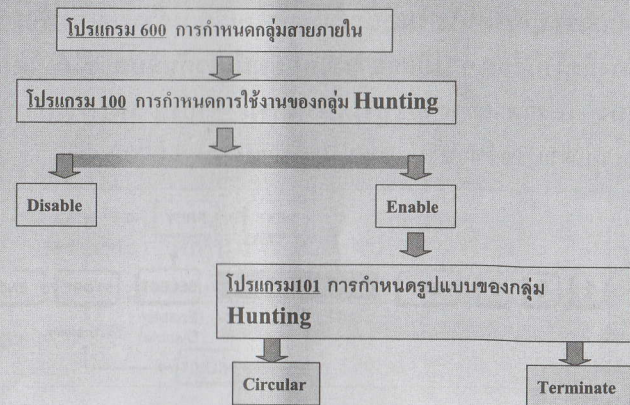 โปรแกรม 600 การกำหนดกลุ่มสายภายใน
โปรแกรม 100 การกำหนดการใช้งานของกลุ่ม Hunting
Disable
Enable
โปรแกรม101 การกำหนดรูปแบบของกลุ่ม
Hunting
Circular
Terminate